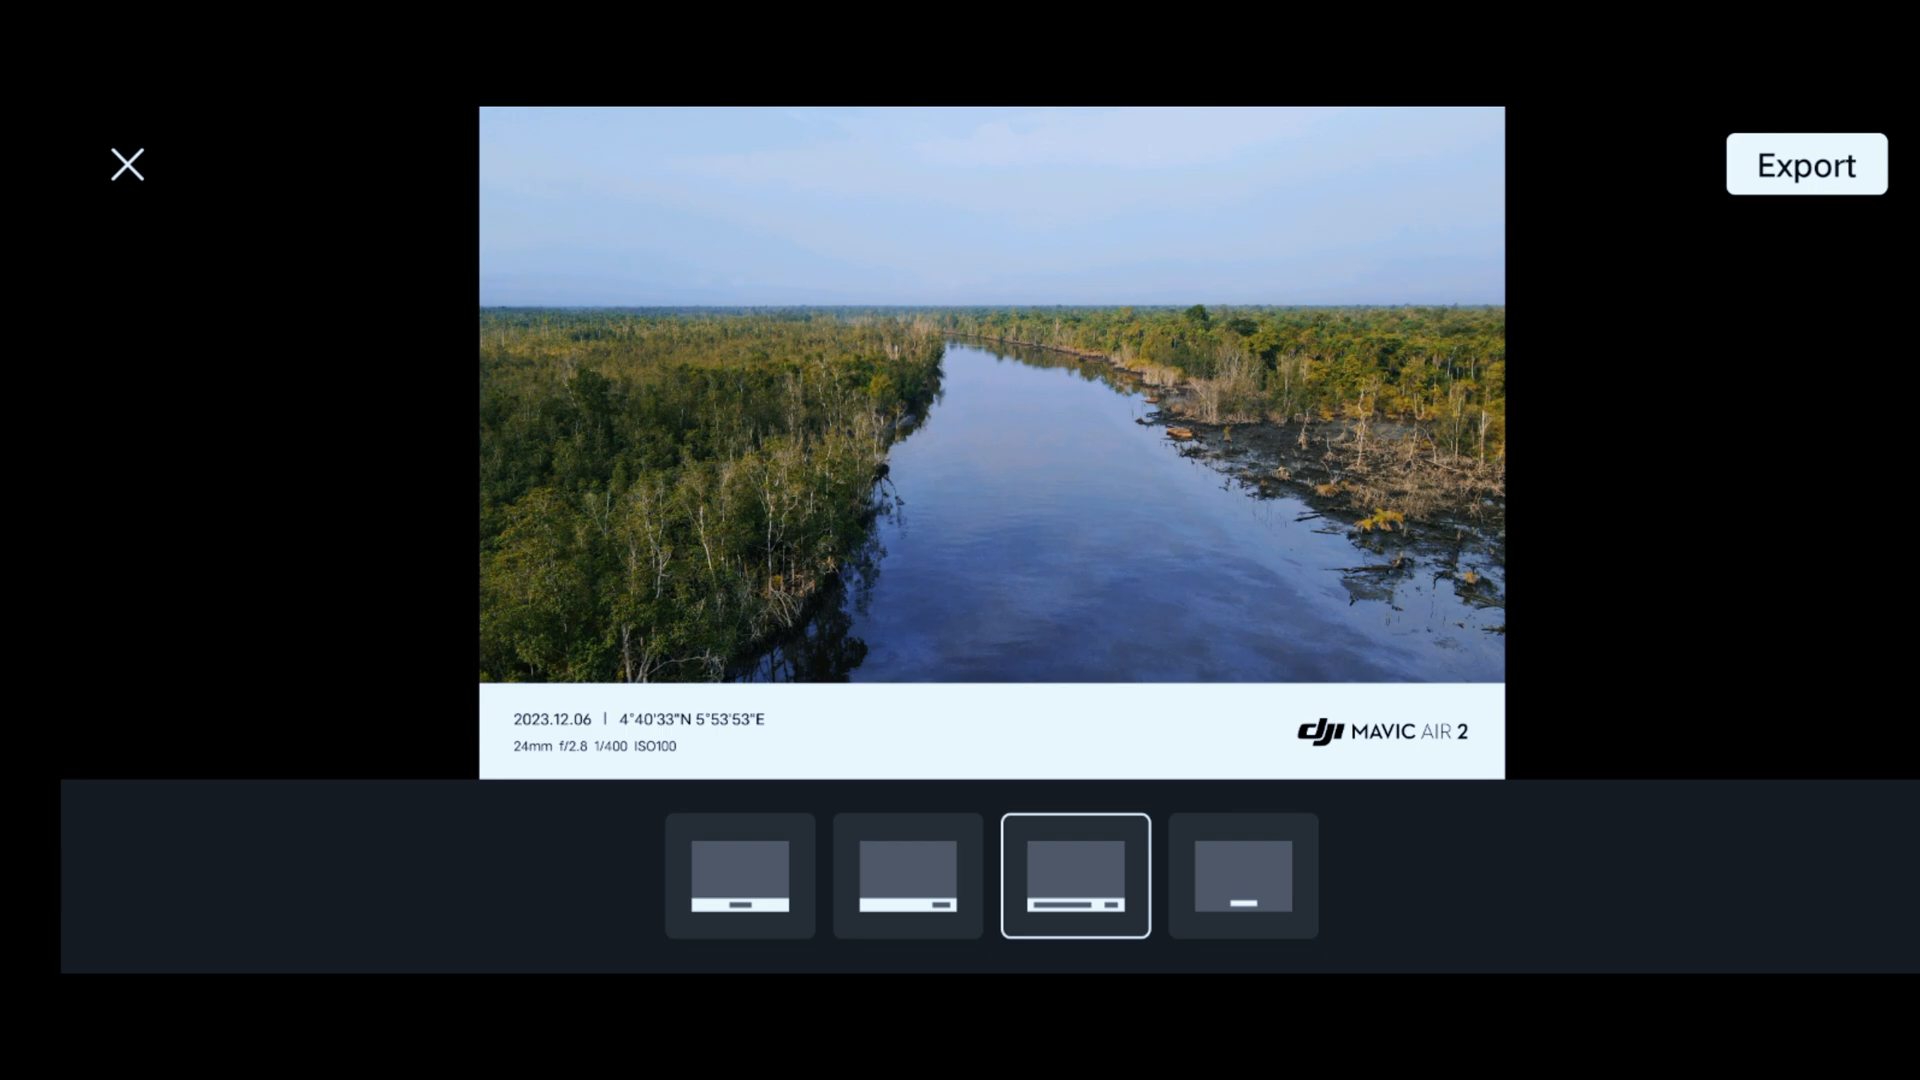 Export
2023.12.06 | 4°40'33"N 5°53'53"E
24mm f/2.8 1/400 ISO100
dji MAVIC AIR 2